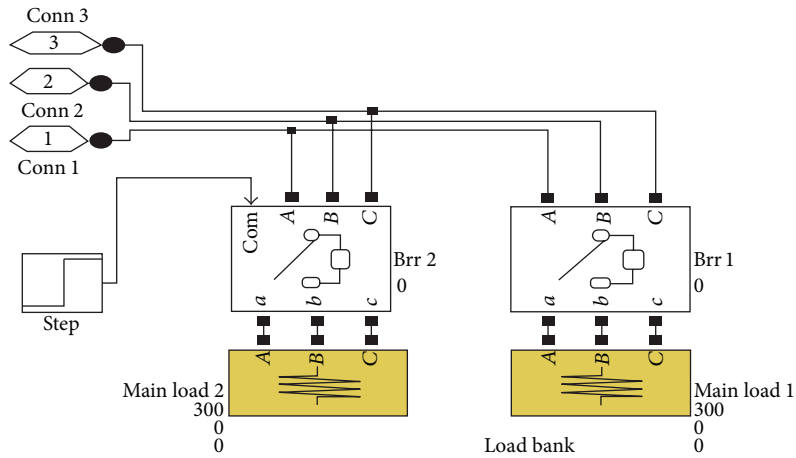 Conn 3
3
2
Conn 2
1
Conn 1
Com
A
B
C
A
B
C
Brr 2
0
Brr 1
0
a
b
c
a
b
c
Step
A
B
C
A
B
C
Main load 2
300
0
0
Main load 1
300
0
0
Load bank